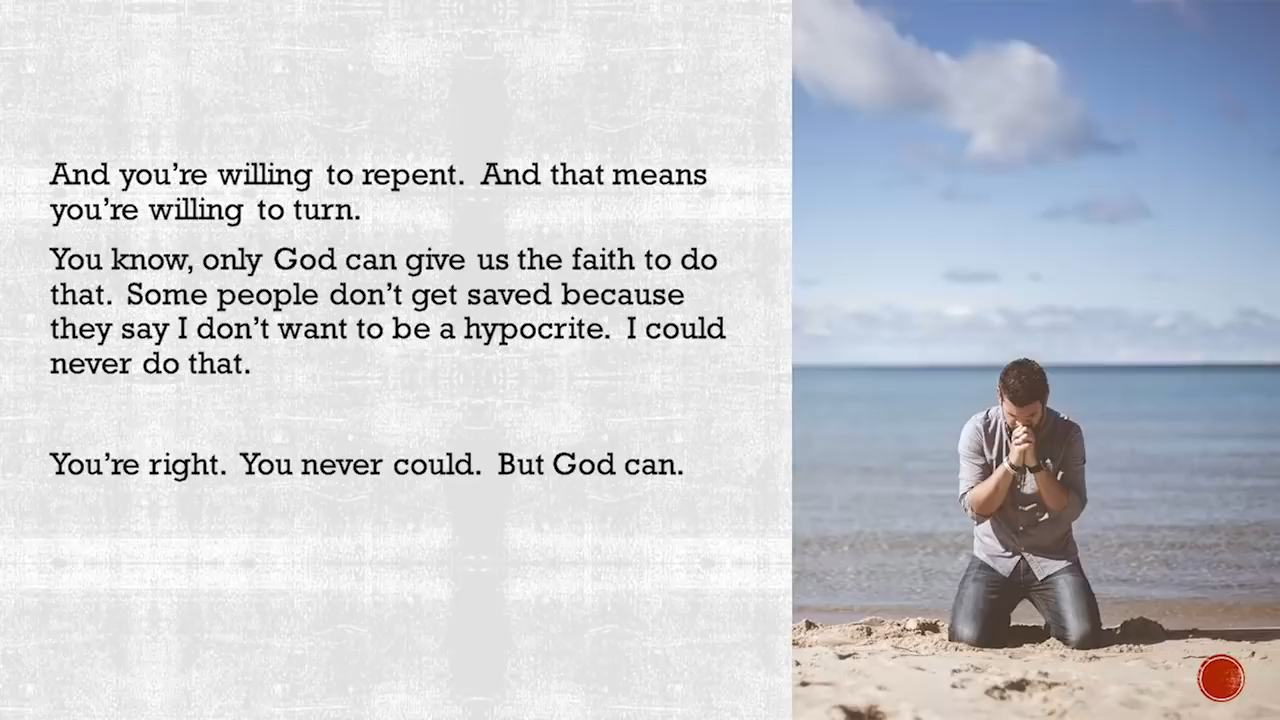 And you’re willing to repent. And that means
you’re willing to turn.
You know, only God can give us the faith to do
that. Some people don’t get saved because
they say I don’t want to be a hypocrite. I could
never do that.
You’re right. You never could. But God can.